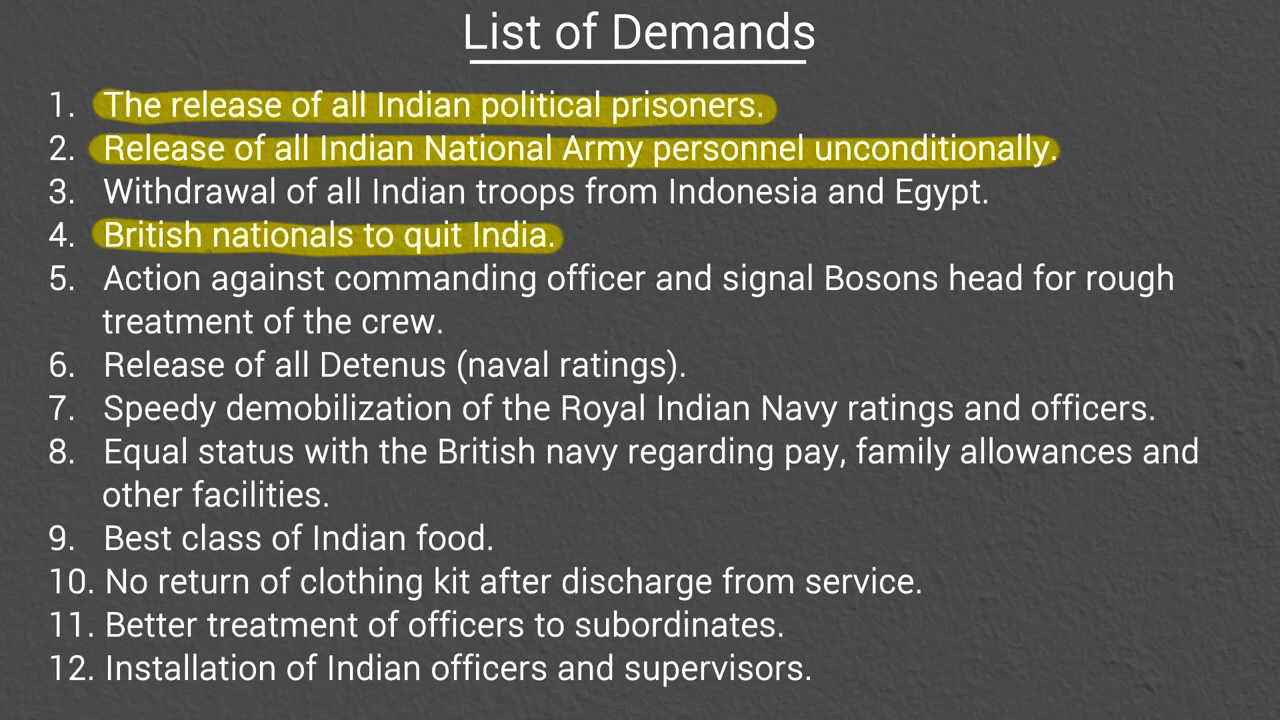 List of Demands
1. The release of all Indian political prisoners.
2. Release of all Indian National Army personnel unconditionally.
3. Withdrawal of all Indian troops from Indonesia and Egypt.
4. British nationals to quit India.
5. Action against commanding officer and signal Bosons head for rough
treatment of the crew.
6. Release of all Detenus (naval ratings).
7. Speedy demobilization of the Royal Indian Navy ratings and officers.
8. Equal status with the British navy regarding pay, family allowances and
other facilities.
9. Best class of Indian food.
10. No return of clothing kit after discharge from service.
11. Better treatment of officers to subordinates.
12. Installation of Indian officers and supervisors.